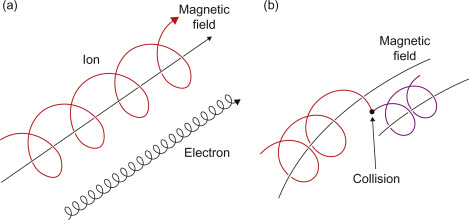 (a)
Magnetic
field
Ion
Electron
(b)
Magnetic
field
Collision